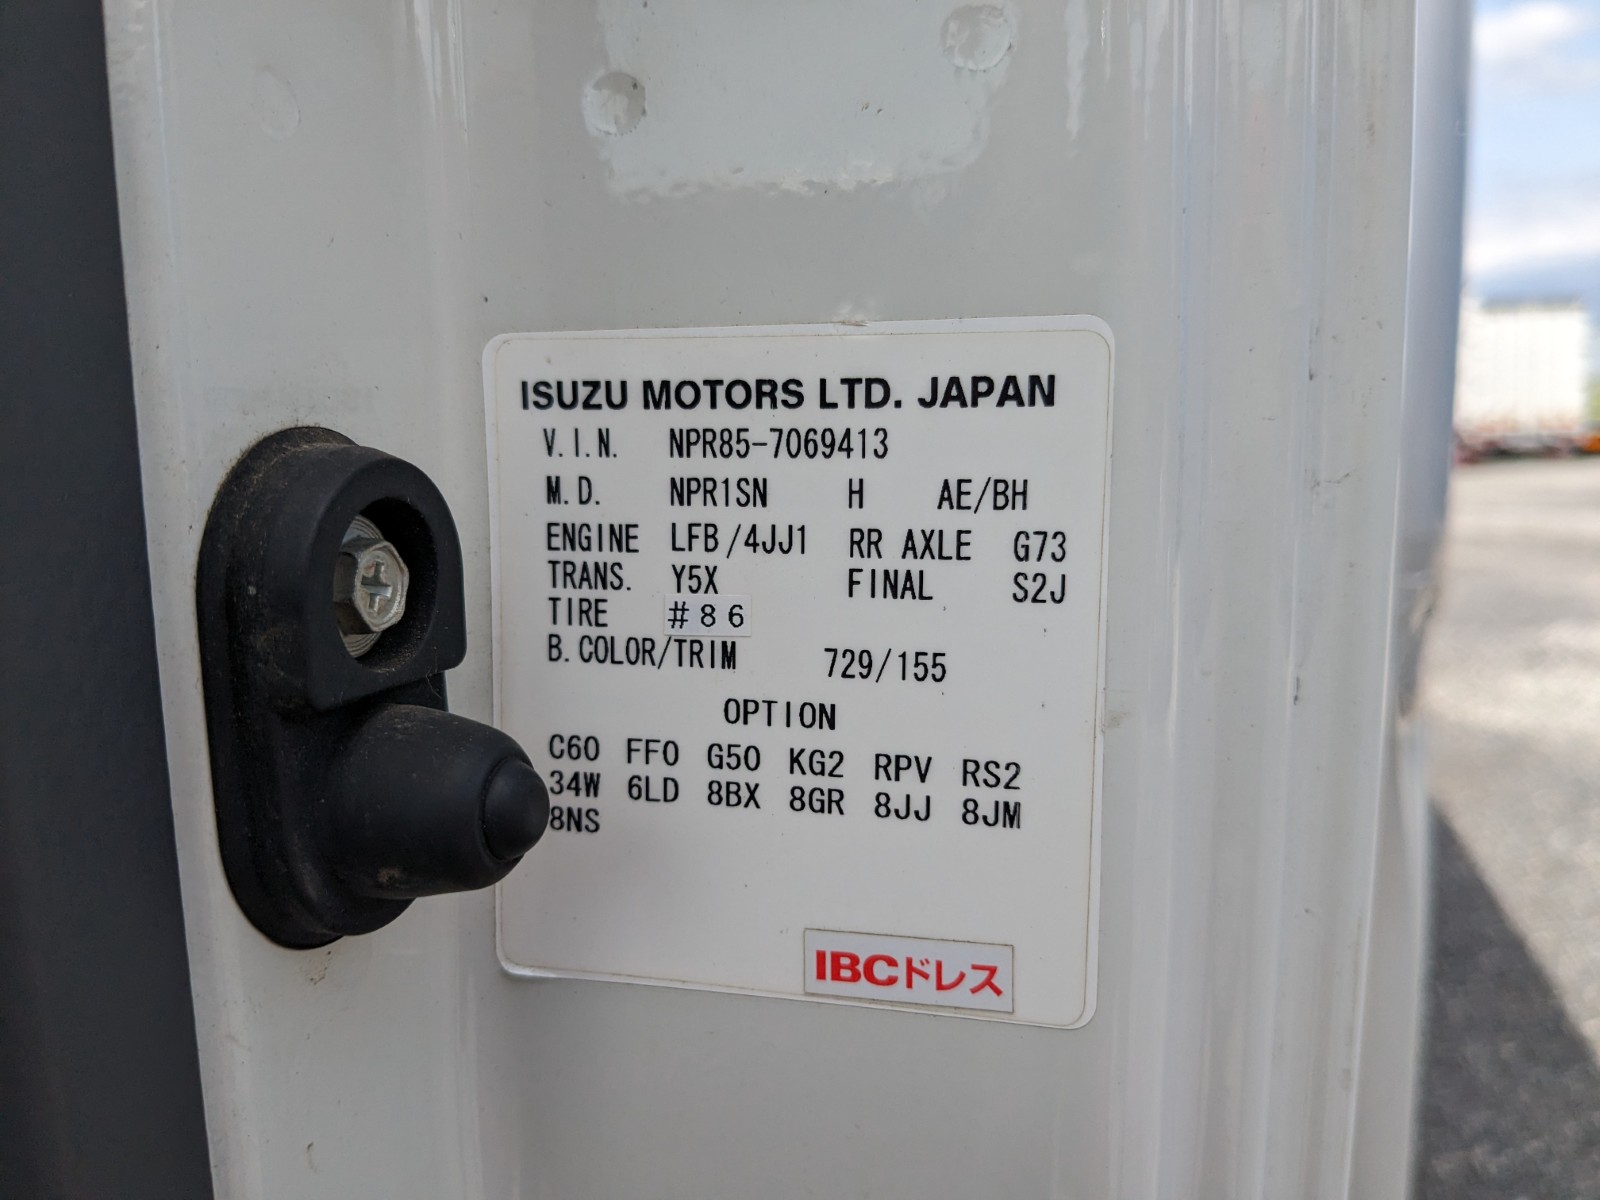 ISUZU MOTORS LTD. JAPAN
V.I.N. NPR85-7069413
M.D. NPR1SN H AE/BH
ENGINE LFB/4JJ1 RR AXLE G73
TRANS. Y5X FINAL S2J
TIRE #86
B.COLOR/TRIM 729/155
OPTION
C60 FF0 G50 KG2 RPV RS2
34W 6LD 8BX 8GR 8JJ 8JM
8NS
IBCドレス